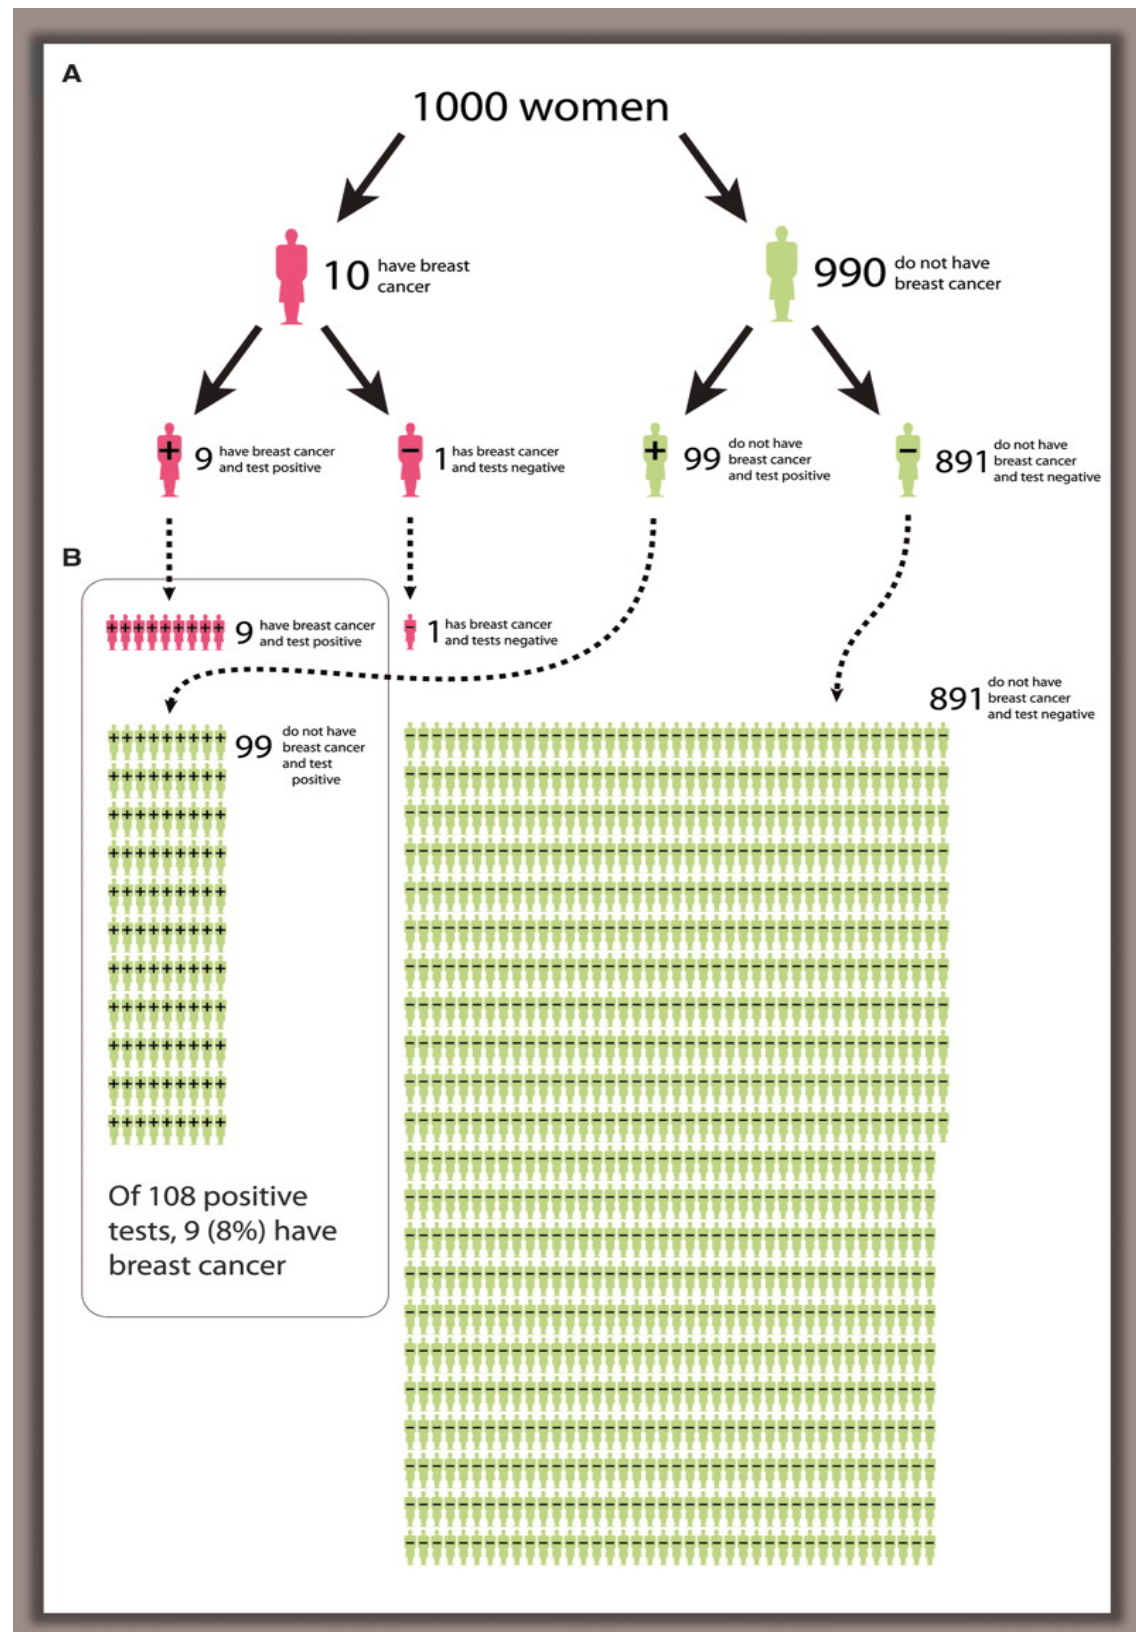 A
1000 women
10 have breast
cancer
990 do not have
breast cancer
9 have breast cancer
and test positive
1 has breast cancer
and tests negative
99 do not have
breast cancer
and test positive
891 do not have
breast cancer
and test negative
B
9 have breast cancer
and test positive
1 has breast cancer
and tests negative
891 do not have
breast cancer
and test negative
99 do not have
breast cancer
and test
positive
Of 108 positive
tests, 9 (8%) have
breast cancer